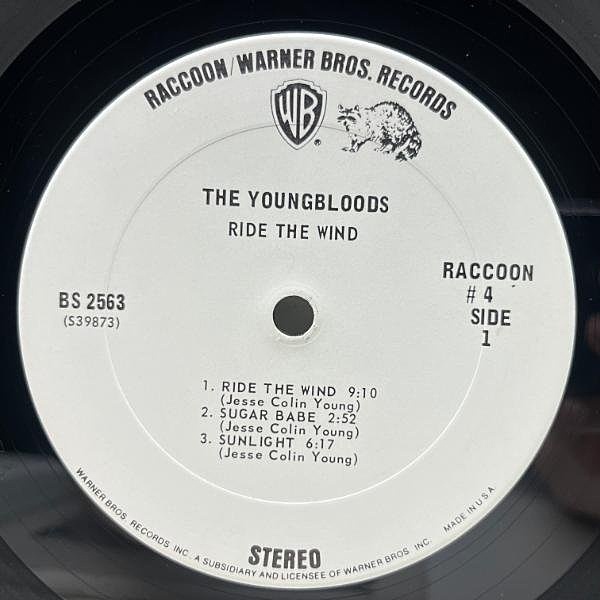 RACCOON/WARNER BROS. RECORDS
WB
®
THE YOUNGBLOODS
RIDE THE WIND
BS 2563
(S39873)
RACCOON
# 4
SIDE
1
1. RIDE THE WIND 9:10
(Jesse Colin Young)
2. SUGAR BABE 2:52
(Jesse Colin Young)
3. SUNLIGHT 6:17
(Jesse Colin Young)
STEREO
WARNER BROS. RECORDS INC. A SUBSIDIARY AND LICENSEE OF WARNER BROS. INC. MADE IN U.S.A.